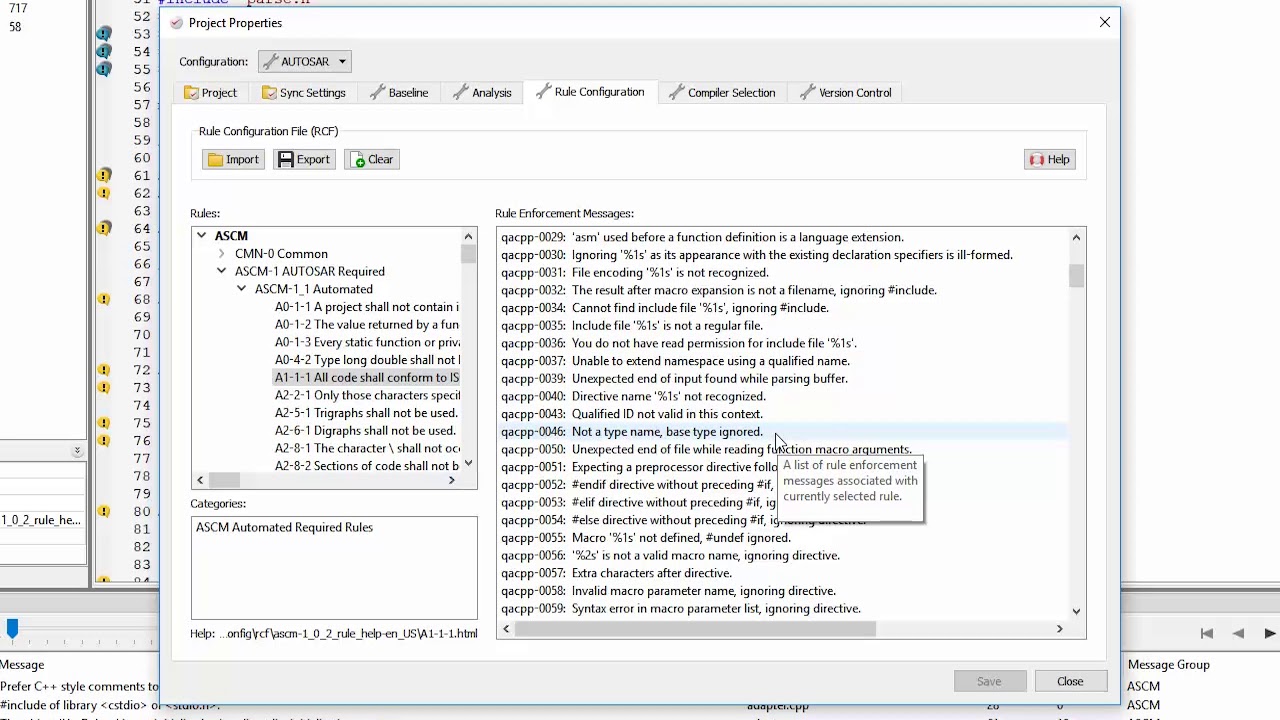 717
58
51 #include "parse.h"
52
53
54
55
56
57
58
59
60
61
62
63
64
65
66
67
68
69
70
71
72
73
74
75
76
77
78
79
80
81
82
83
84
Project Properties
Configuration: AUTOSAR
Project Sync Settings Baseline Analysis Rule Configuration Compiler Selection Version Control
Rule Configuration File (RCF)
Import Export Clear Help
Rules:
ASCM
CMN-0 Common
ASCM-1 AUTOSAR Required
ASCM-1_1 Automated
A0-1-1 A project shall not contain i
A0-1-2 The value returned by a fun
A0-1-3 Every static function or priva
A0-4-2 Type long double shall not
A1-1-1 All code shall conform to IS
A2-2-1 Only those characters specif
A2-5-1 Trigraphs shall not be used.
A2-6-1 Digraphs shall not be used.
A2-8-1 The character \ shall not oc
A2-8-2 Sections of code shall not b
Categories:
ASCM Automated Required Rules
Help: ...onfig\rcf\ascm-1_0_2_rule_help-en_US\A1-1-1.html
Rule Enforcement Messages:
qacpp-0029: 'asm' used before a function definition is a language extension.
qacpp-0030: Ignoring '%1s' as its appearance with the existing declaration specifiers is ill-formed.
qacpp-0031: File encoding '%1s' is not recognized.
qacpp-0032: The result after macro expansion is not a filename, ignoring #include.
qacpp-0034: Cannot find include file '%1s', ignoring #include.
qacpp-0035: Include file '%1s' is not a regular file.
qacpp-0036: You do not have read permission for include file '%1s'.
qacpp-0037: Unable to extend namespace using a qualified name.
qacpp-0039: Unexpected end of input found while parsing buffer.
qacpp-0040: Directive name '%1s' not recognized.
qacpp-0043: Qualified ID not valid in this context.
qacpp-0046: Not a type name, base type ignored.
qacpp-0050: Unexpected end of file while reading function macro arguments.
qacpp-0051: Expecting a preprocessor directive follo
qacpp-0052: #endif directive without preceding #if,
qacpp-0053: #elif directive without preceding #if, ig
qacpp-0054: #else directive without preceding #if, ignoring directive.
qacpp-0055: Macro '%1s' not defined, #undef ignored.
qacpp-0056: '%2s' is not a valid macro name, ignoring directive.
qacpp-0057: Extra characters after directive.
qacpp-0058: Invalid macro parameter name, ignoring directive.
qacpp-0059: Syntax error in macro parameter list, ignoring directive.
A list of rule enforcement
messages associated with
currently selected rule.
Save Close
1_0_2_rule_he...
Message Message Group
Prefer C++ style comments to ASCM
#include of library <cstdio> or <stdio.h>. adapter.cpp 28 0 ASCM
ASCM